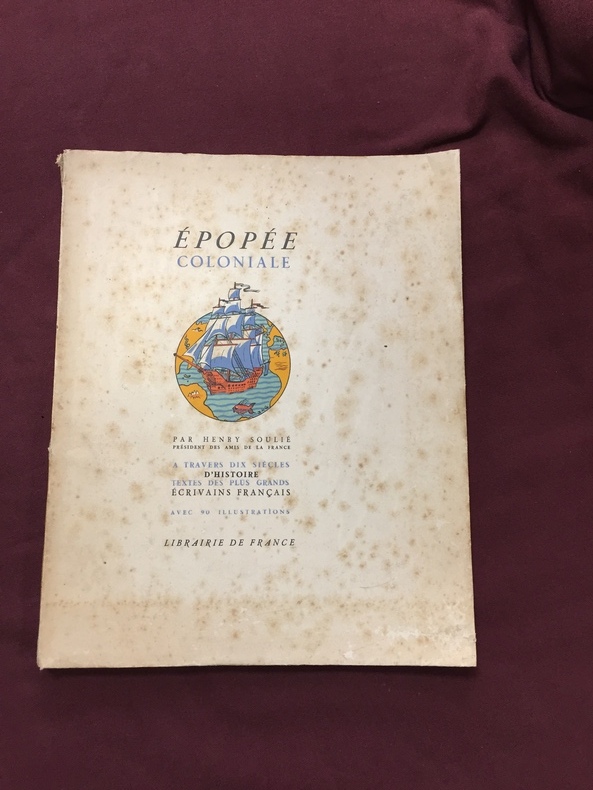 ÉPOPÉE
COLONIALE
PAR HENRY SOULIÉ
PRÉSIDENT DES AMIS DE LA FRANCE
A TRAVERS DIX SIÈCLES
D'HISTOIRE
TEXTES DES PLUS GRANDS
ÉCRIVAINS FRANÇAIS
AVEC 90 ILLUSTRATIONS
LIBRAIRIE DE FRANCE